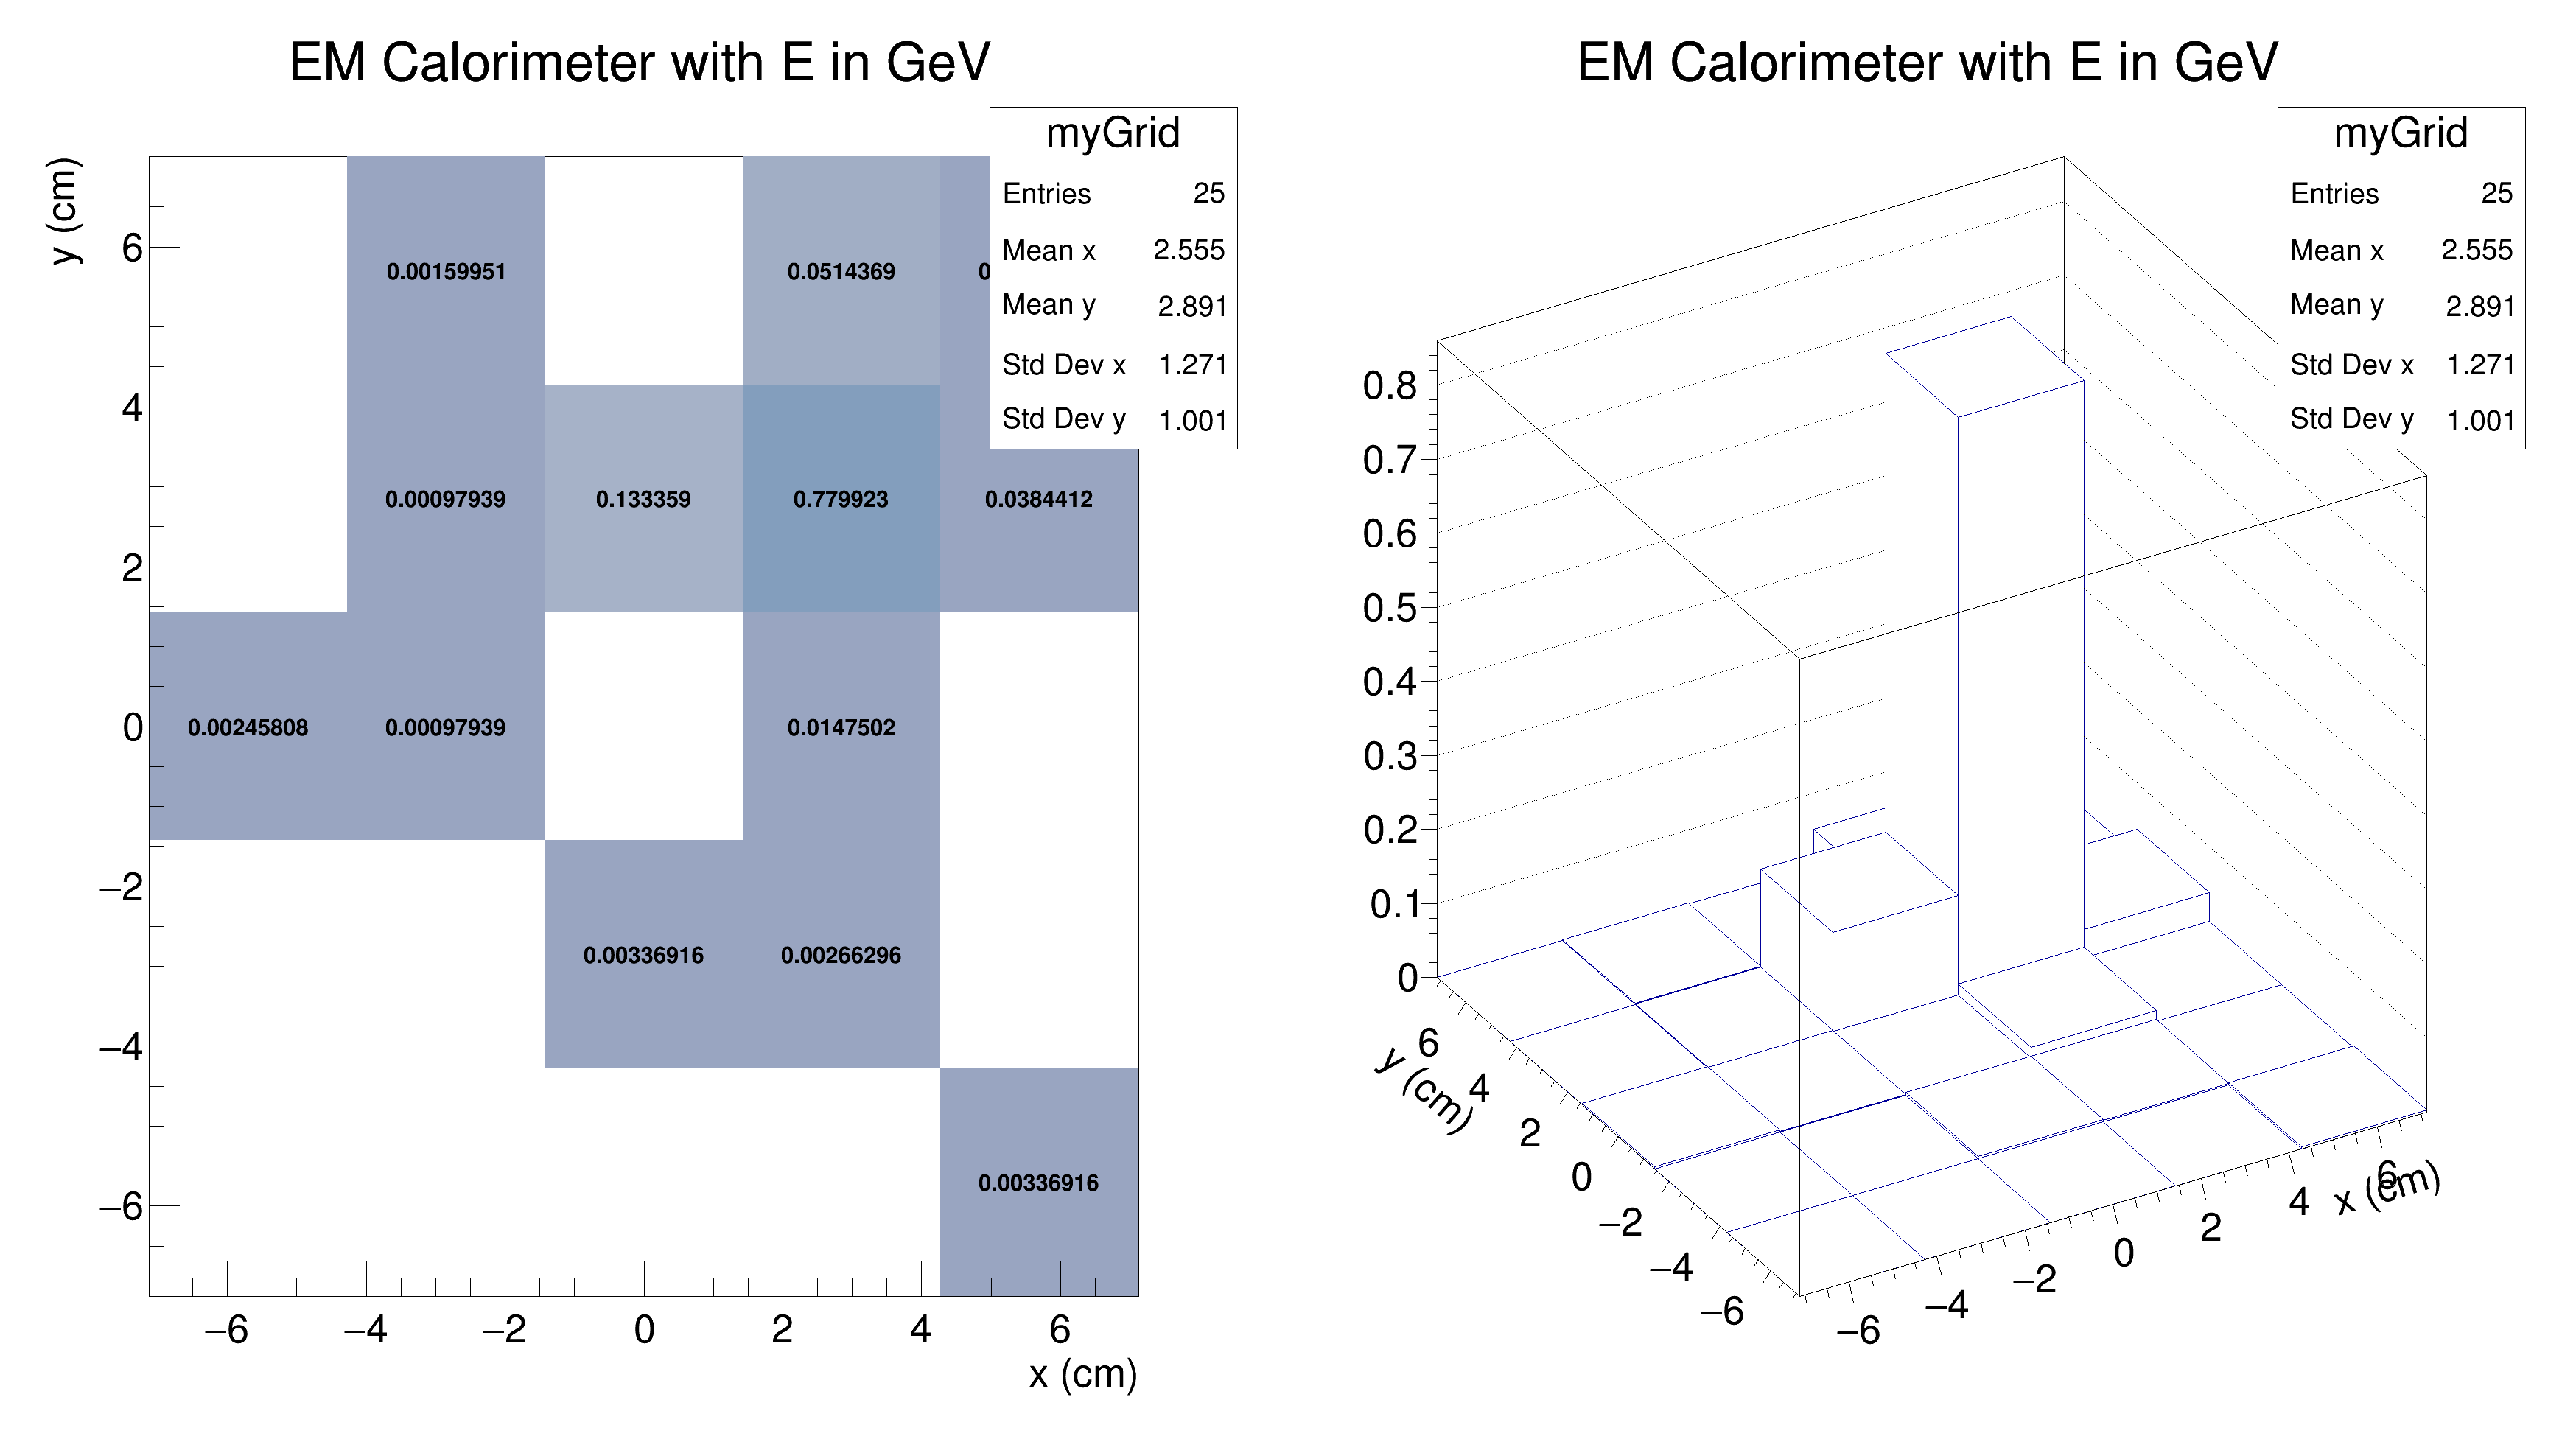 EM Calorimeter with E in GeV
myGrid
Entries 25
Mean x 2.555
Mean y 2.891
Std Dev x 1.271
Std Dev y 1.001
y (cm)
6
4
2
0
−2
−4
−6
0.00159951
0.0514369
0.00097939
0.133359
0.779923
0.0384412
0.00245808
0.00097939
0.0147502
0.00336916
0.00266296
0.00336916
−6
−4
−2
0
2
4
6
x (cm)
EM Calorimeter with E in GeV
myGrid
Entries 25
Mean x 2.555
Mean y 2.891
Std Dev x 1.271
Std Dev y 1.001
0.8
0.7
0.6
0.5
0.4
0.3
0.2
0.1
0
y (cm)
6
4
2
0
−2
−4
−6
−6
−4
−2
0
2
4
6
x (cm)